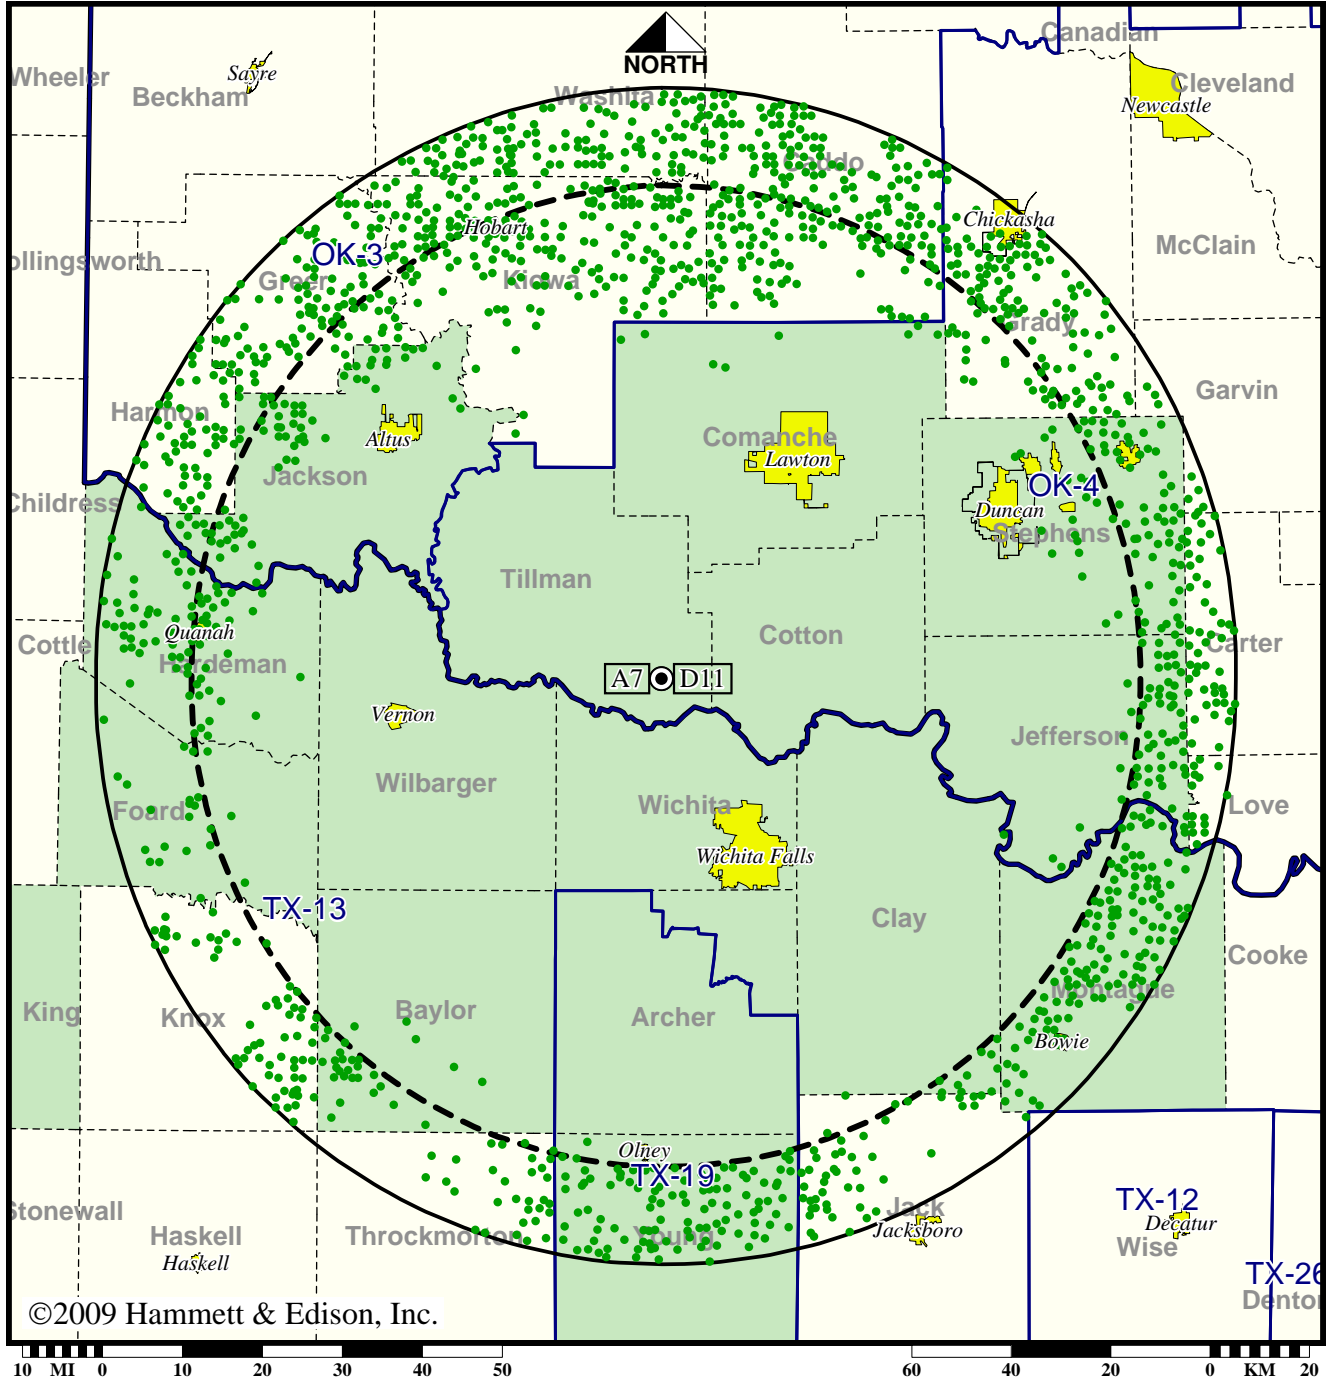 Canadian
NORTH
Wheeler
Sayre
Beckham
Washita
Cleveland
Newcastle
Caddo
Chickasha
Hobart
OK-3
McClain
ollingsworth
Greer
Kiowa
Grady
Garvin
Harmon
Altus
Comanche
Lawton
Jackson
OK-4
Childress
Duncan
Stephens
Tillman
Quanah
Cotton
Cottle
Hardeman
Carter
A7
D11
Vernon
Jefferson
Wilbarger
Wichita
Foard
Love
Wichita Falls
TX-13
Clay
Cooke
Montague
King
Knox
Baylor
Archer
Bowie
Olney
TX-19
Stonewall
Jack
TX-12
Haskell
Throckmorton
Young
Jacksboro
Decatur
Wise
Haskell
TX-26
Denton
©2009 Hammett & Edison, Inc.
10 MI 0 10 20 30 40 50
60 40 20 0 KM 20